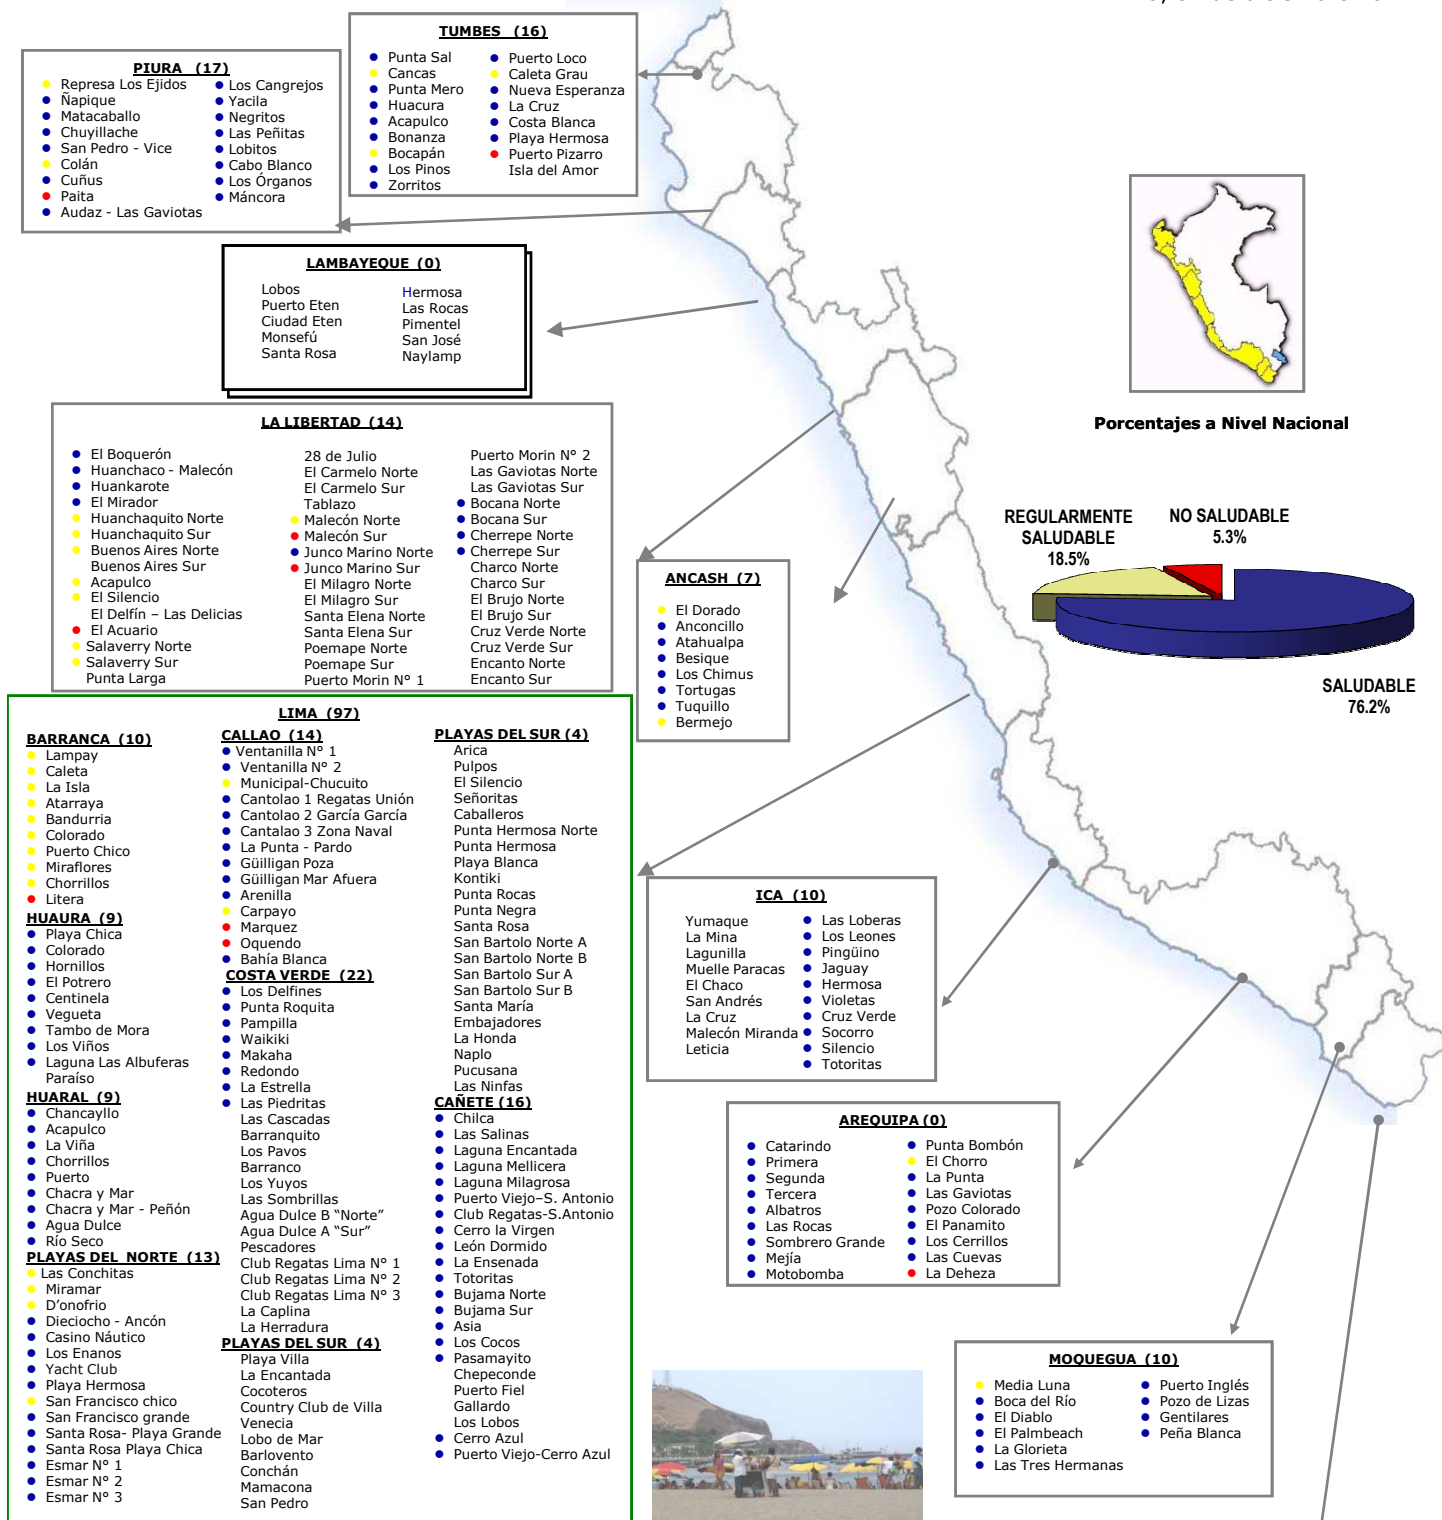 TUMBES (16)
Punta Sal
Cancas
Punta Mero
Huacura
Acapulco
Bonanza
Bocapán
Los Pinos
Zorritos
Puerto Loco
Caleta Grau
Nueva Esperanza
La Cruz
Costa Blanca
Playa Hermosa
Puerto Pizarro
Isla del Amor
PIURA (17)
Represa Los Ejidos
Ñapique
Matacaballo
Chuyillache
San Pedro - Vice
Colán
Cuñus
Paita
Audaz - Las Gaviotas
Los Cangrejos
Yacila
Negritos
Las Peñitas
Lobitos
Cabo Blanco
Los Órganos
Máncora
LAMBAYEQUE (0)
Lobos
Puerto Eten
Ciudad Eten
Monsefú
Santa Rosa
Hermosa
Las Rocas
Pimentel
San José
Naylamp
Porcentajes a Nivel Nacional
REGULARMENTE
SALUDABLE
18.5%
NO SALUDABLE
5.3%
SALUDABLE
76.2%
LA LIBERTAD (14)
El Boquerón
Huanchaco - Malecón
Huankarote
El Mirador
Huanchaquito Norte
Huanchaquito Sur
Buenos Aires Norte
Buenos Aires Sur
Acapulco
El Silencio
El Delfín – Las Delicias
El Acuario
Salaverry Norte
Salaverry Sur
Punta Larga
28 de Julio
El Carmelo Norte
El Carmelo Sur
Tablazo
Malecón Norte
Malecón Sur
Junco Marino Norte
Junco Marino Sur
El Milagro Norte
El Milagro Sur
Santa Elena Norte
Santa Elena Sur
Poemape Norte
Poemape Sur
Puerto Morin N° 1
Puerto Morin N° 2
Las Gaviotas Norte
Las Gaviotas Sur
Bocana Norte
Bocana Sur
Cherrepe Norte
Cherrepe Sur
Charco Norte
Charco Sur
El Brujo Norte
El Brujo Sur
Cruz Verde Norte
Cruz Verde Sur
Encanto Norte
Encanto Sur
ANCASH (7)
El Dorado
Anconcillo
Atahualpa
Besique
Los Chimus
Tortugas
Tuquillo
Bermejo
LIMA (97)
BARRANCA (10)
Lampay
Caleta
La Isla
Atarraya
Bandurria
Colorado
Puerto Chico
Miraflores
Chorrillos
Litera
HUAURA (9)
Playa Chica
Colorado
Hornillos
El Potrero
Centinela
Vegueta
Tambo de Mora
Los Viños
Laguna Las Albuferas
Paraíso
HUARAL (9)
Chancayllo
Acapulco
La Viña
Chorrillos
Puerto
Chacra y Mar
Chacra y Mar - Peñón
Agua Dulce
Río Seco
PLAYAS DEL NORTE (13)
Las Conchitas
Miramar
D'onofrio
Dieciocho - Ancón
Casino Náutico
Los Enanos
Yacht Club
Playa Hermosa
San Francisco chico
San Francisco grande
Santa Rosa- Playa Grande
Santa Rosa Playa Chica
Esmar N° 1
Esmar N° 2
Esmar N° 3
CALLAO (14)
Ventanilla N° 1
Ventanilla N° 2
Municipal-Chucuito
Cantolao 1 Regatas Unión
Cantolao 2 García García
Cantalao 3 Zona Naval
La Punta - Pardo
Güilligan Poza
Güilligan Mar Afuera
Arenilla
Carpayo
Marquez
Oquendo
Bahía Blanca
COSTA VERDE (22)
Los Delfines
Punta Roquita
Pampilla
Waikiki
Makaha
Redondo
La Estrella
Las Piedritas
Las Cascadas
Barranquito
Los Pavos
Barranco
Los Yuyos
Las Sombrillas
Agua Dulce B “Norte”
Agua Dulce A “Sur”
Pescadores
Club Regatas Lima N° 1
Club Regatas Lima N° 2
Club Regatas Lima N° 3
La Caplina
La Herradura
PLAYAS DEL SUR (4)
Playa Villa
La Encantada
Cocoteros
Country Club de Villa
Venecia
Lobo de Mar
Barlovento
Conchán
Mamacona
San Pedro
PLAYAS DEL SUR (4)
Arica
Pulpos
El Silencio
Señoritas
Caballeros
Punta Hermosa Norte
Punta Hermosa
Playa Blanca
Kontiki
Punta Rocas
Punta Negra
Santa Rosa
San Bartolo Norte A
San Bartolo Norte B
San Bartolo Sur A
San Bartolo Sur B
Santa María
Embajadores
La Honda
Naplo
Pucusana
Las Ninfas
CAÑETE (16)
Chilca
Las Salinas
Laguna Encantada
Laguna Mellicera
Laguna Milagrosa
Puerto Viejo–S. Antonio
Club Regatas-S.Antonio
Cerro la Virgen
León Dormido
La Ensenada
Totoritas
Bujama Norte
Bujama Sur
Asia
Los Cocos
Pasamayito
Chepeconde
Puerto Fiel
Gallardo
Los Lobos
Cerro Azul
Puerto Viejo-Cerro Azul
ICA (10)
Yumaque
La Mina
Lagunilla
Muelle Paracas
El Chaco
San Andrés
La Cruz
Malecón Miranda
Leticia
Las Loberas
Los Leones
Pingüino
Jaguay
Hermosa
Violetas
Cruz Verde
Socorro
Silencio
Totoritas
AREQUIPA (0)
Catarindo
Primera
Segunda
Tercera
Albatros
Las Rocas
Sombrero Grande
Mejía
Motobomba
Punta Bombón
El Chorro
La Punta
Las Gaviotas
Pozo Colorado
El Panamito
Los Cerrillos
Las Cuevas
La Deheza
MOQUEGUA (10)
Media Luna
Boca del Río
El Diablo
El Palmbeach
La Glorieta
Las Tres Hermanas
Puerto Inglés
Pozo de Lizas
Gentilares
Peña Blanca